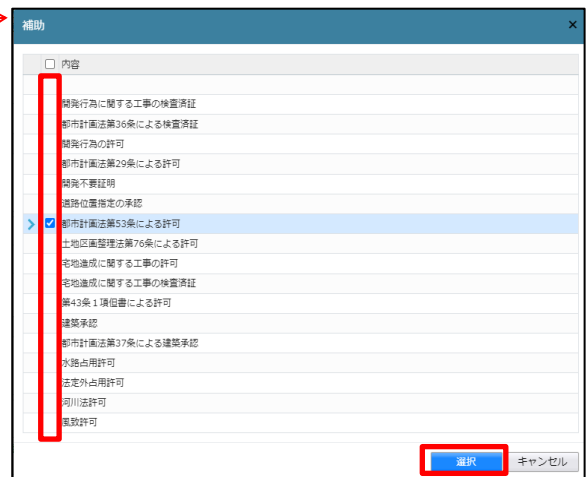 補助
×
内容
開発行為に関する工事の検査済証
都市計画法第36条による検査済証
開発行為の許可
都市計画法第29条による許可
開発不要証明
道路位置指定の承認
都市計画法第53条による許可
土地区画整理法第76条による許可
宅地造成に関する工事の許可
宅地造成に関する工事の検査済証
第43条1項但書による許可
建築承認
都市計画法第37条による建築承認
水路占用許可
法定外占用許可
河川法許可
風致許可
選択 キャンセル